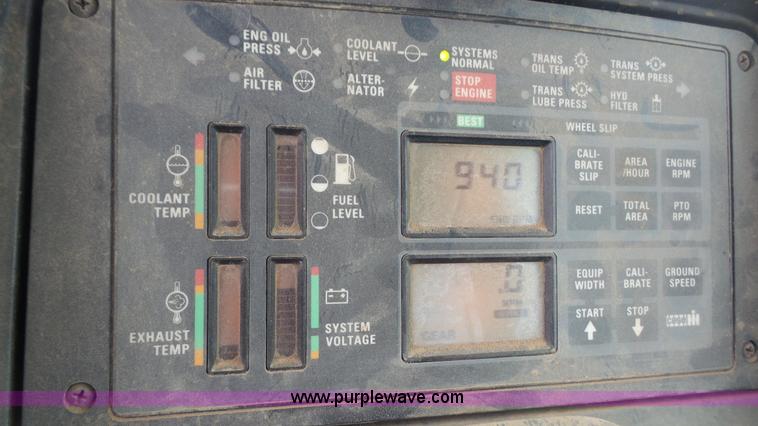 ENG OIL
PRESS
COOLANT
LEVEL
SYSTEMS
NORMAL
TRANS
OIL TEMP
TRANS
SYSTEM PRESS
AIR
FILTER
ALTER-
NATOR
STOP
ENGINE
TRANS
LUBE PRESS
HYD
FILTER
BEST
WHEEL SLIP
COOLANT
TEMP
FUEL
LEVEL
940
CALI-
BRATE
SLIP
AREA
/HOUR
ENGINE
RPM
RESET
TOTAL
AREA
PTO
RPM
EXHAUST
TEMP
SYSTEM
VOLTAGE
.0
GEAR
EQUIP
WIDTH
CALI-
BRATE
GROUND
SPEED
START
STOP
www.purplewave.com